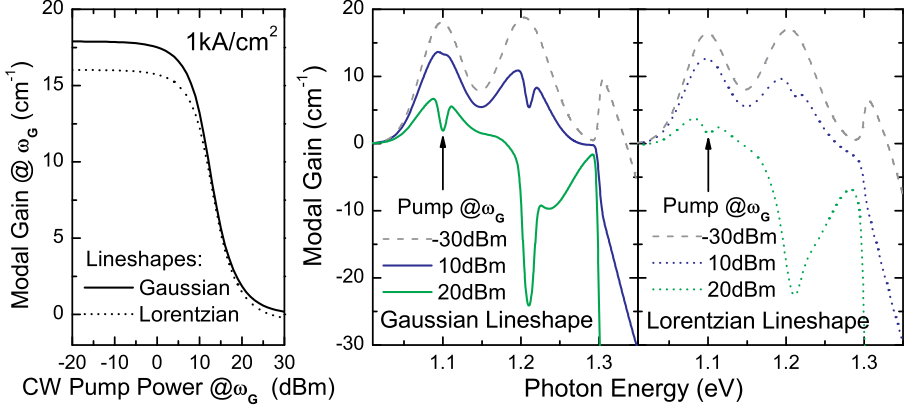 1kA/cm²
Modal Gain @ ω_G (cm⁻¹)
20
15
10
5
0
Lineshapes:
Gaussian
Lorentzian
-20 -10 0 10 20 30
CW Pump Power @ω_G (dBm)
Modal Gain (cm⁻¹)
20
10
0
-10
-20
-30
Pump @ω_G
-30dBm
10dBm
20dBm
Gaussian Lineshape
1.1 1.2 1.3
Pump @ω_G
-30dBm
10dBm
20dBm
Lorentzian Lineshape
1.1 1.2 1.3
Photon Energy (eV)